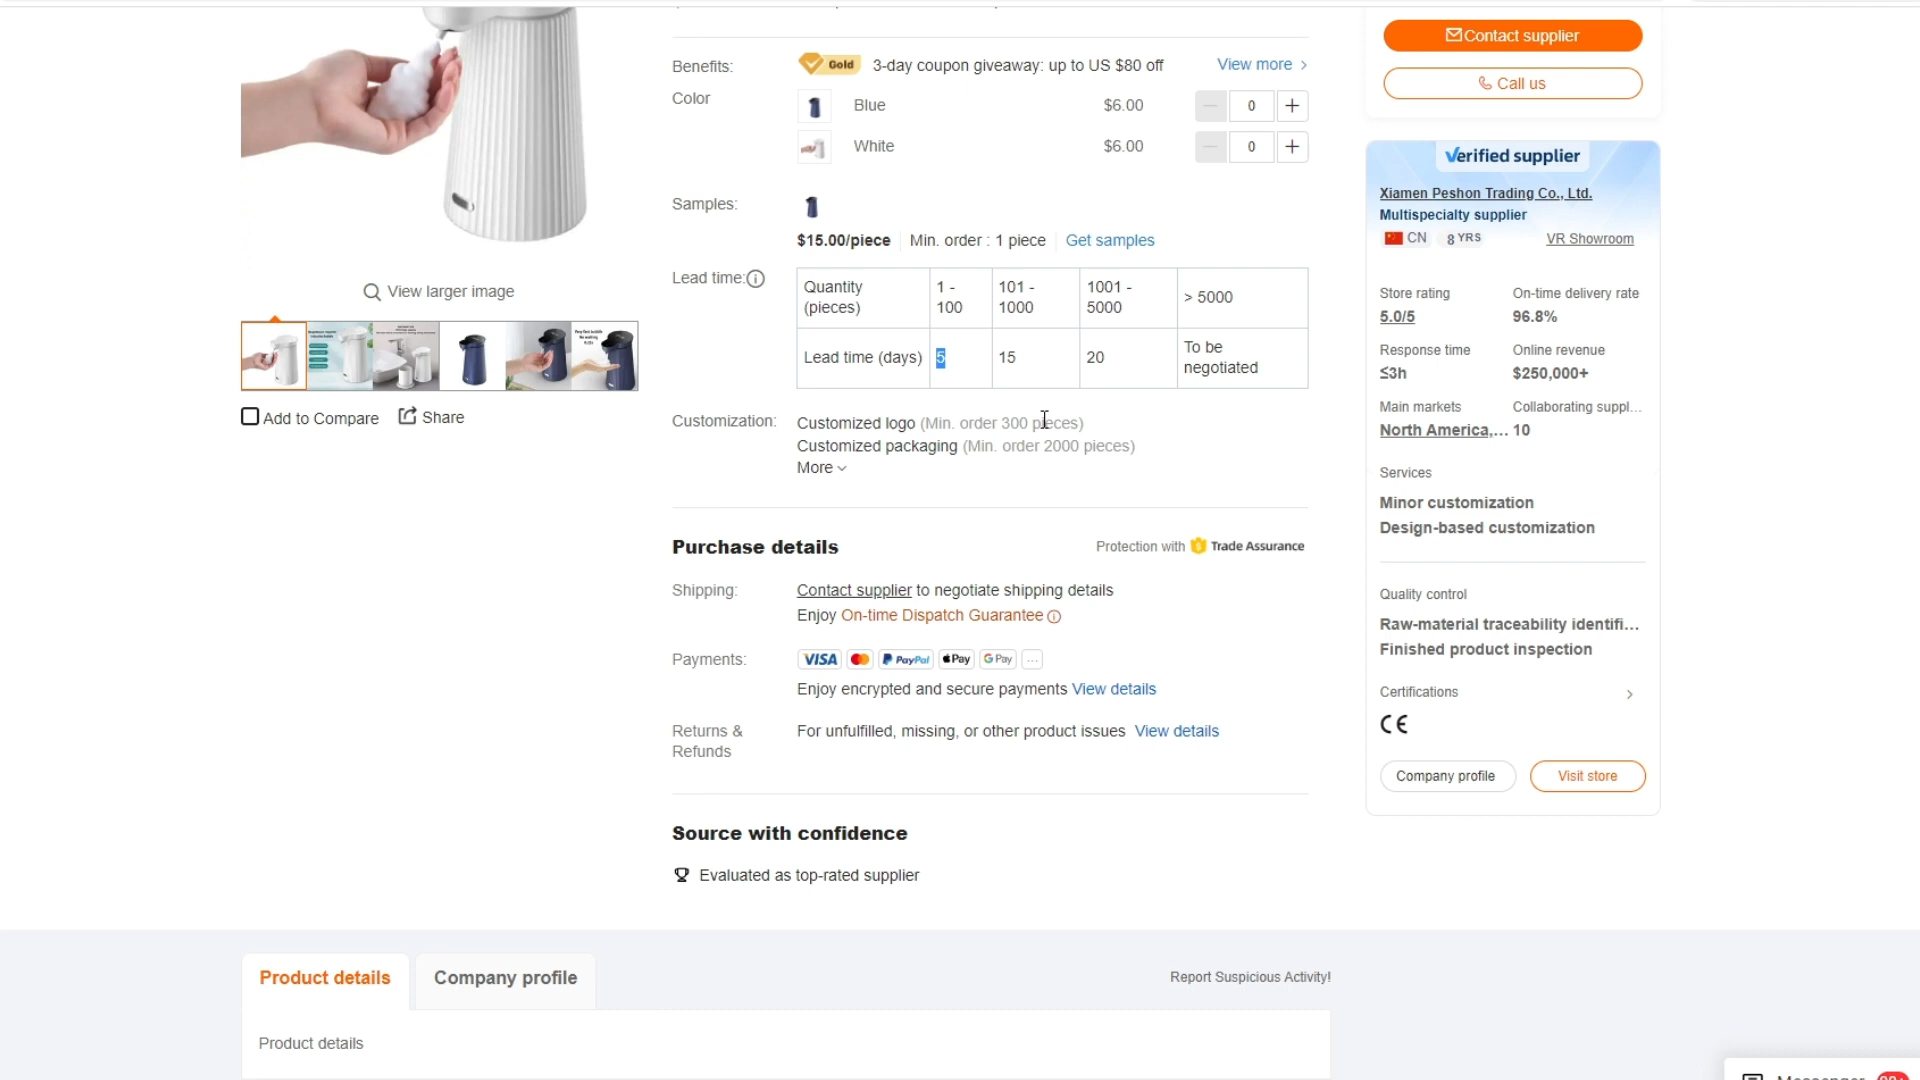 Contact supplier
Benefits: Gold 3-day coupon giveaway: up to US $80 off View more >
Call us
Color
Blue $6.00 — 0 +
White $6.00 — 0 +
Verified supplier
Xiamen Peshon Trading Co., Ltd.
Multispecialty supplier
CN 8 YRS VR Showroom
Samples:
$15.00/piece Min. order : 1 piece Get samples
Lead time:
Quantity (pieces) 1 - 100 101 - 1000 1001 - 5000 > 5000
Lead time (days) 5 15 20 To be negotiated
View larger image
Add to Compare Share
Store rating On-time delivery rate
5.0/5 96.8%
Response time Online revenue
≤3h $250,000+
Main markets Collaborating suppl...
North America,... 10
Customization: Customized logo (Min. order 300 pieces)
Customized packaging (Min. order 2000 pieces)
More
Services
Minor customization
Design-based customization
Purchase details Protection with Trade Assurance
Shipping: Contact supplier to negotiate shipping details
Enjoy On-time Dispatch Guarantee
Quality control
Raw-material traceability identifi...
Finished product inspection
Payments: VISA PayPal Pay G Pay ...
Enjoy encrypted and secure payments View details
Certifications >
CE
Returns & Refunds For unfulfilled, missing, or other product issues View details
Company profile Visit store
Source with confidence
Evaluated as top-rated supplier
Product details Company profile Report Suspicious Activity!
Product details